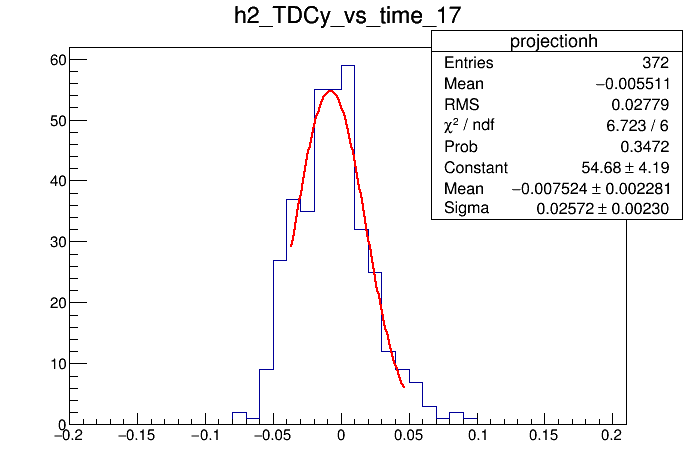 h2_TDCy_vs_time_17
projectionh
Entries 372
Mean −0.005511
RMS 0.02779
χ² / ndf 6.723 / 6
Prob 0.3472
Constant 54.68 ± 4.19
Mean −0.007524 ± 0.002281
Sigma 0.02572 ± 0.00230
60
50
40
30
20
10
0
−0.2 −0.15 −0.1 −0.05 0 0.05 0.1 0.15 0.2